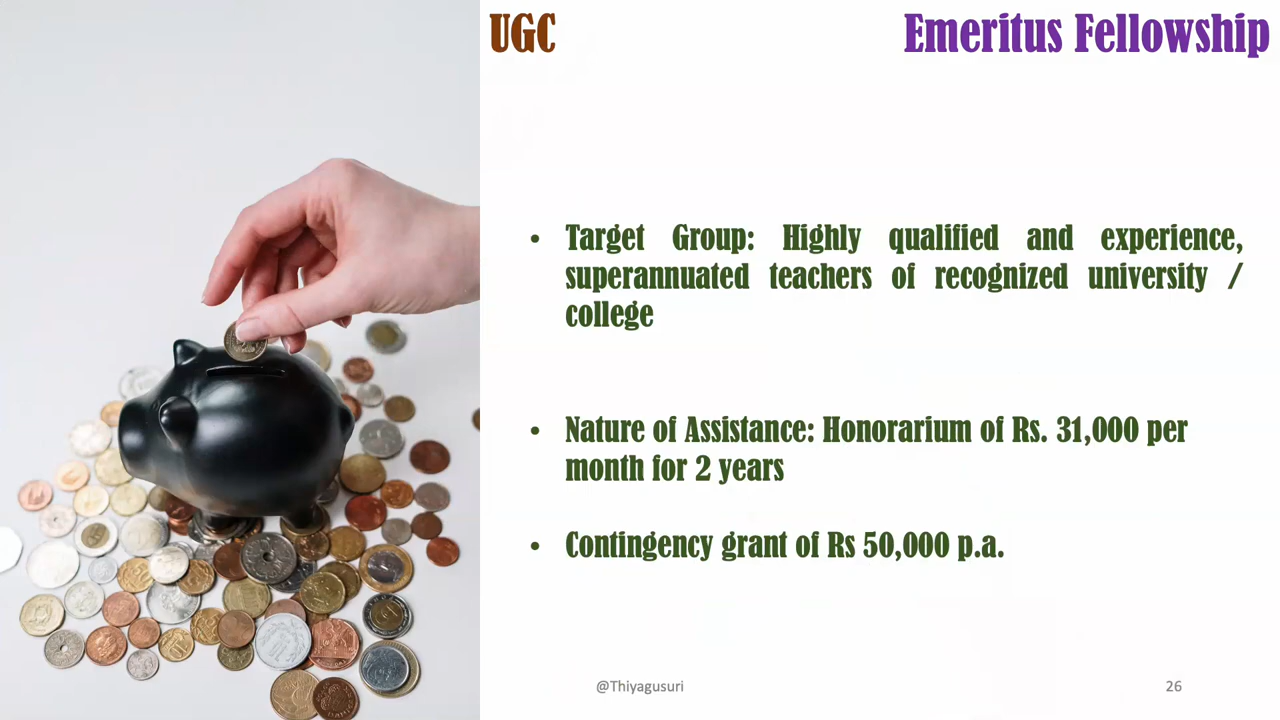 UGC
Emeritus Fellowship
• Target Group: Highly qualified and experience,
superannuated teachers of recognized university /
college
• Nature of Assistance: Honorarium of Rs. 31,000 per
month for 2 years
• Contingency grant of Rs 50,000 p.a.
@Thiyagusuri
26